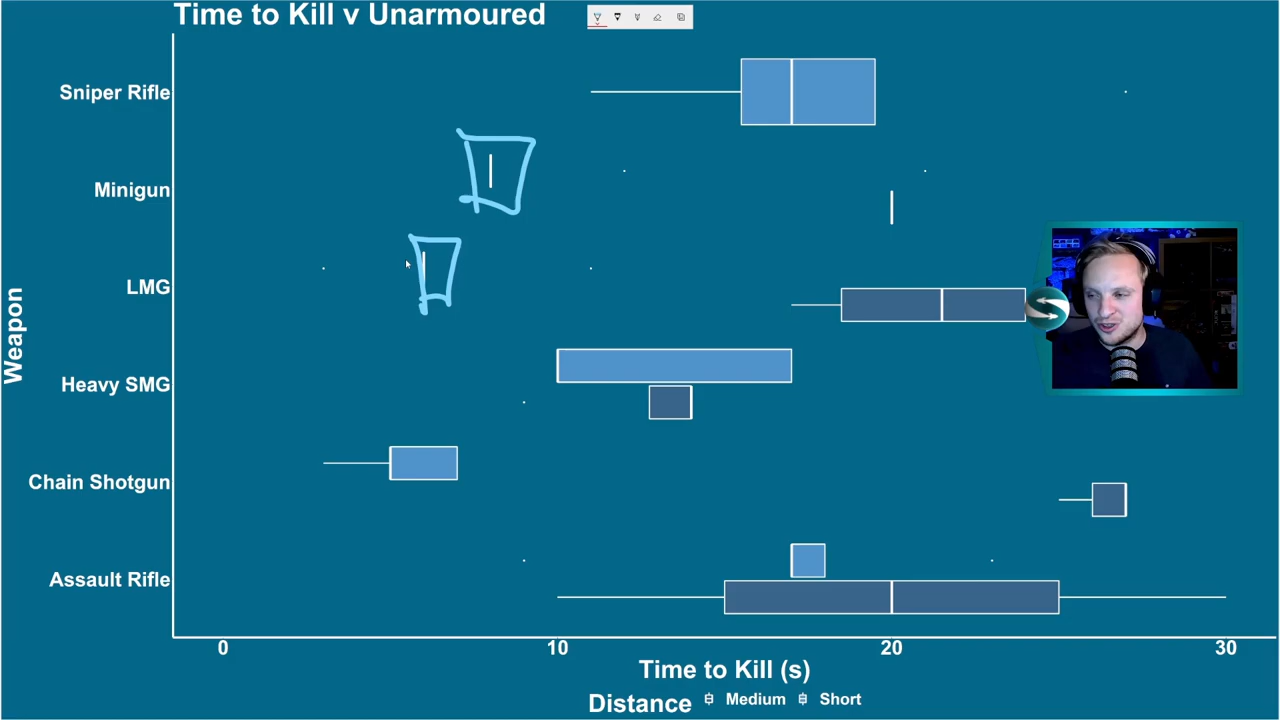 Time to Kill v Unarmoured
Sniper Rifle
Minigun
LMG
Heavy SMG
Chain Shotgun
Assault Rifle
Weapon
0 10 20 30
Time to Kill (s)
Distance Medium Short